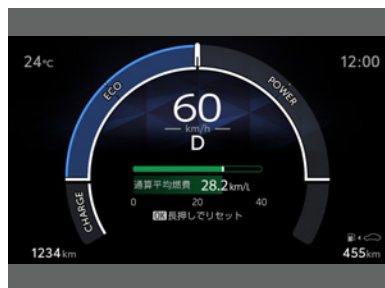 24℃
12:00
ECO
POWER
CHARGE
60
km/h
D
通算平均燃費 28.2km/L
0 20 40
OK長押しでリセット
1234km
455km